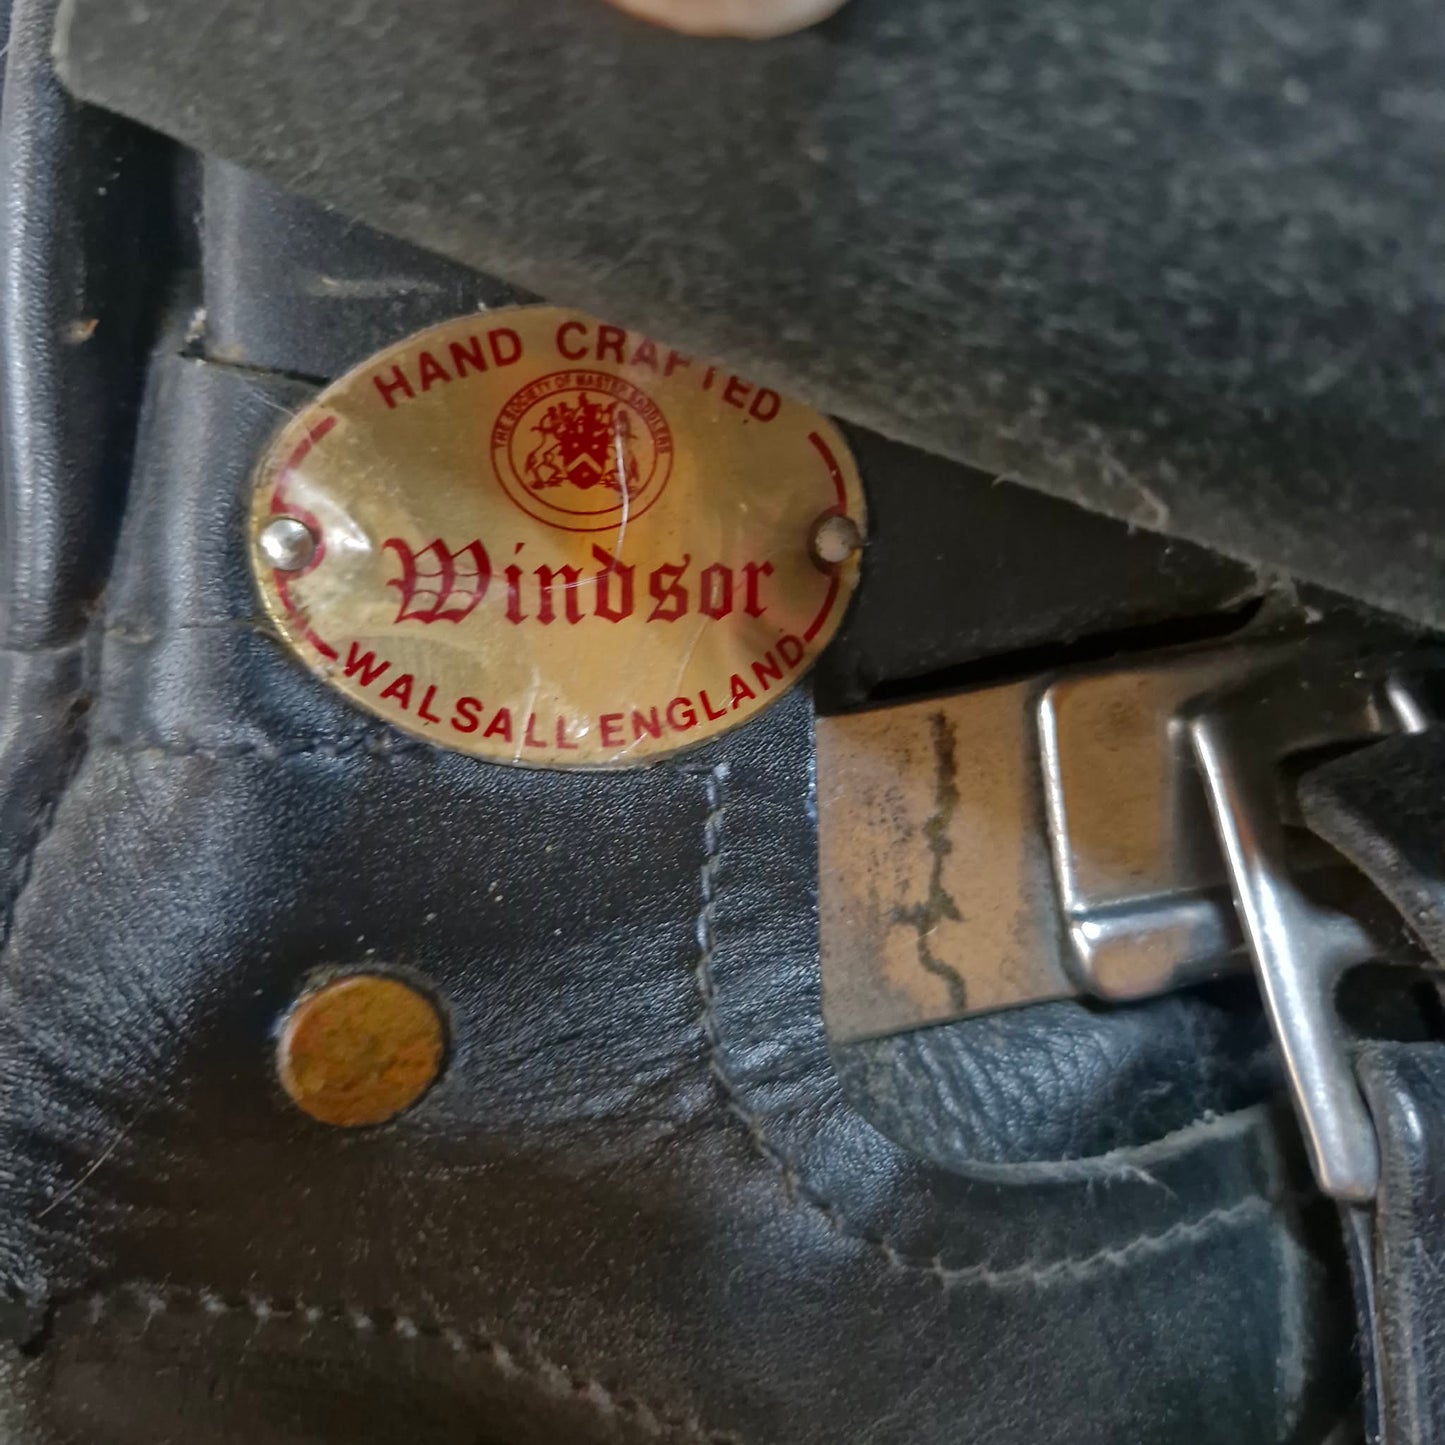 HAND CRAFTED
THE SOCIETY OF MASTER SADDLERS
Windsor
WALSALL ENGLAND